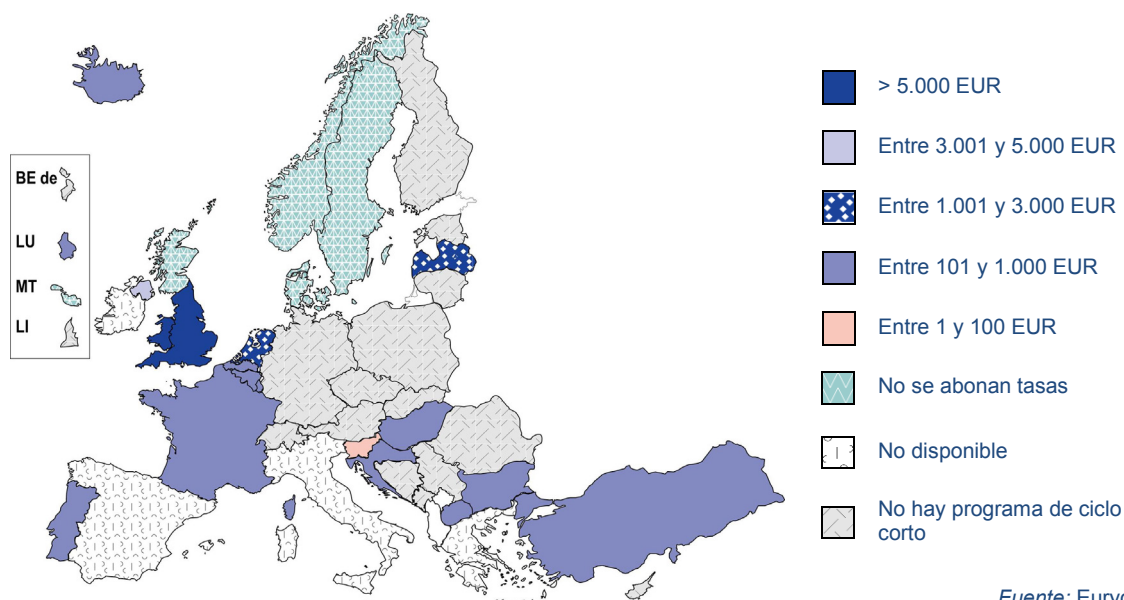 BE de
LU
MT
LI
> 5.000 EUR
Entre 3.001 y 5.000 EUR
Entre 1.001 y 3.000 EUR
Entre 101 y 1.000 EUR
Entre 1 y 100 EUR
No se abonan tasas
No disponible
No hay programa de ciclo
corto
Fuente: